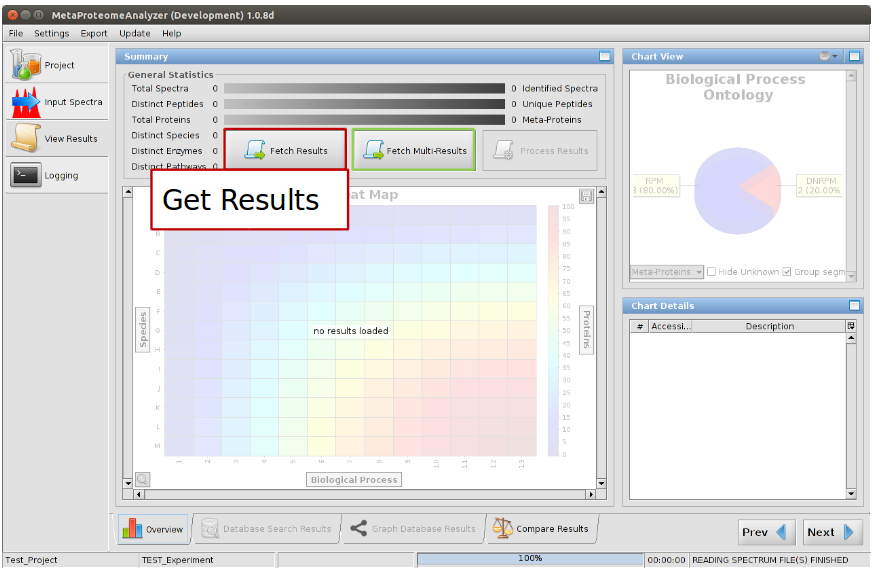 MetaProteomeAnalyzer (Development) 1.0.8d
File Settings Export Update Help
Project
Input Spectra
View Results
Logging
Summary
General Statistics
Total Spectra 0 0 Identified Spectra
Distinct Peptides 0 0 Unique Peptides
Total Proteins 0 0 Meta-Proteins
Distinct Species 0
Distinct Enzymes 0
Distinct Pathways 0
Fetch Results
Fetch Multi-Results
Process Results
Get Results
at Map
B
C
D
E
F
G
H
I
J
K
L
M
Species
no results loaded
1 2 3 4 5 6 7 8 9 10 11 12 13
Biological Process
100
95
90
85
80
75
70
65
60
55
50
45
40
35
30
25
20
15
10
5
0
Proteins
Chart View
Biological Process
Ontology
RPM
3 (80.00%)
DNRPM
2 (20.00%
Meta-Proteins Hide Unknown Group segm
Chart Details
# Accessi... Description
Overview
Database Search Results
Graph Database Results
Compare Results
Prev
Next
Test_Project
TEST_Experiment
100%
00:00:00
READING SPECTRUM FILE(S) FINISHED